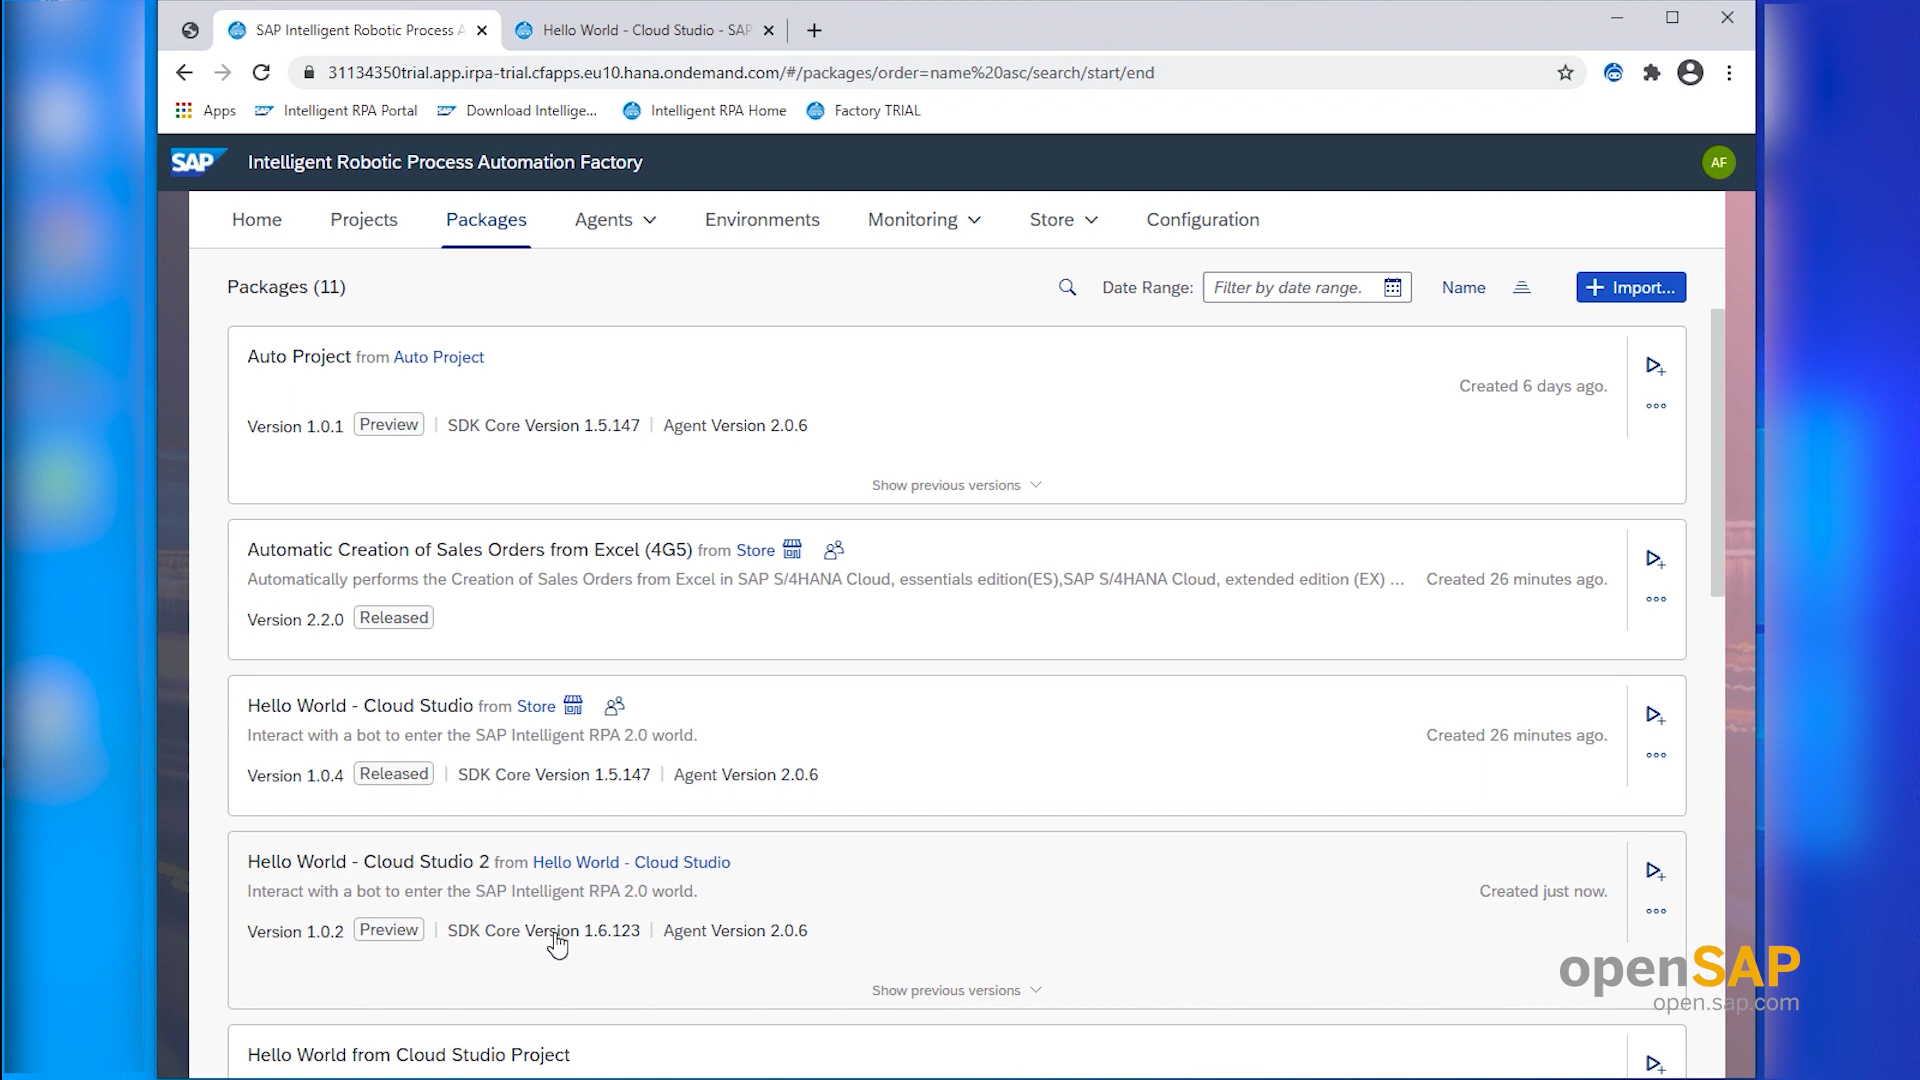 SAP Intelligent Robotic Process A
Hello World - Cloud Studio - SAP
31134350trial.app.irpa-trial.cfapps.eu10.hana.ondemand.com/#/packages/order=name%20asc/search/start/end
Apps
Intelligent RPA Portal
Download Intellige...
Intelligent RPA Home
Factory TRIAL
SAP
Intelligent Robotic Process Automation Factory
AF
Home
Projects
Packages
Agents
Environments
Monitoring
Store
Configuration
Packages (11)
Date Range:
Filter by date range.
Name
Import...
Auto Project from Auto Project
Created 6 days ago.
Version 1.0.1 Preview | SDK Core Version 1.5.147 | Agent Version 2.0.6
Show previous versions
Automatic Creation of Sales Orders from Excel (4G5) from Store
Automatically performs the Creation of Sales Orders from Excel in SAP S/4HANA Cloud, essentials edition(ES),SAP S/4HANA Cloud, extended edition (EX) ...
Created 26 minutes ago.
Version 2.2.0 Released
Hello World - Cloud Studio from Store
Interact with a bot to enter the SAP Intelligent RPA 2.0 world.
Created 26 minutes ago.
Version 1.0.4 Released | SDK Core Version 1.5.147 | Agent Version 2.0.6
Hello World - Cloud Studio 2 from Hello World - Cloud Studio
Interact with a bot to enter the SAP Intelligent RPA 2.0 world.
Created just now.
Version 1.0.2 Preview | SDK Core Version 1.6.123 | Agent Version 2.0.6
Show previous versions
openSAP
open.sap.com
Hello World from Cloud Studio Project